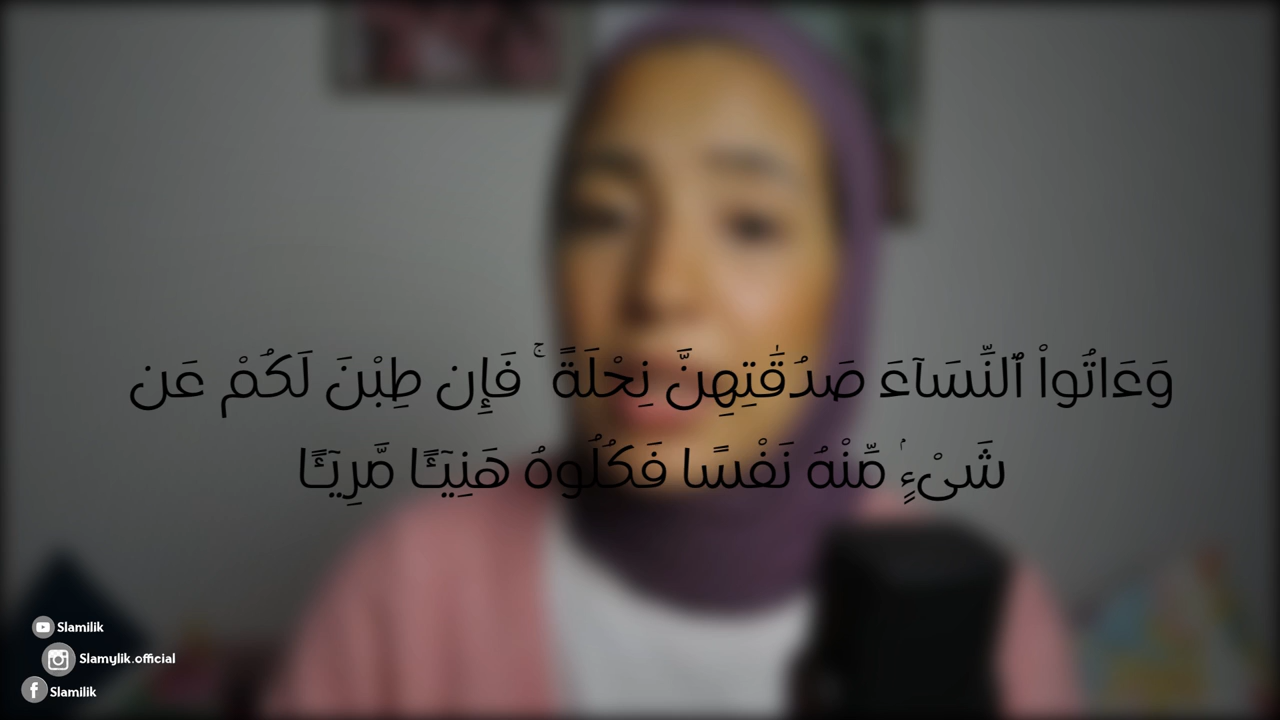 وَءَاتُوا۟ ٱلنِّسَآءَ صَدُقَٰتِهِنَّ نِحْلَةً ۚ فَإِن طِبْنَ لَكُمْ عَن
شَىْءٍۢ مِّنْهُ نَفْسًا فَكُلُوهُ هَنِيٓـًٔا مَّرِيٓـًٔا
Slamilik
Slamylik.official
Slamilik